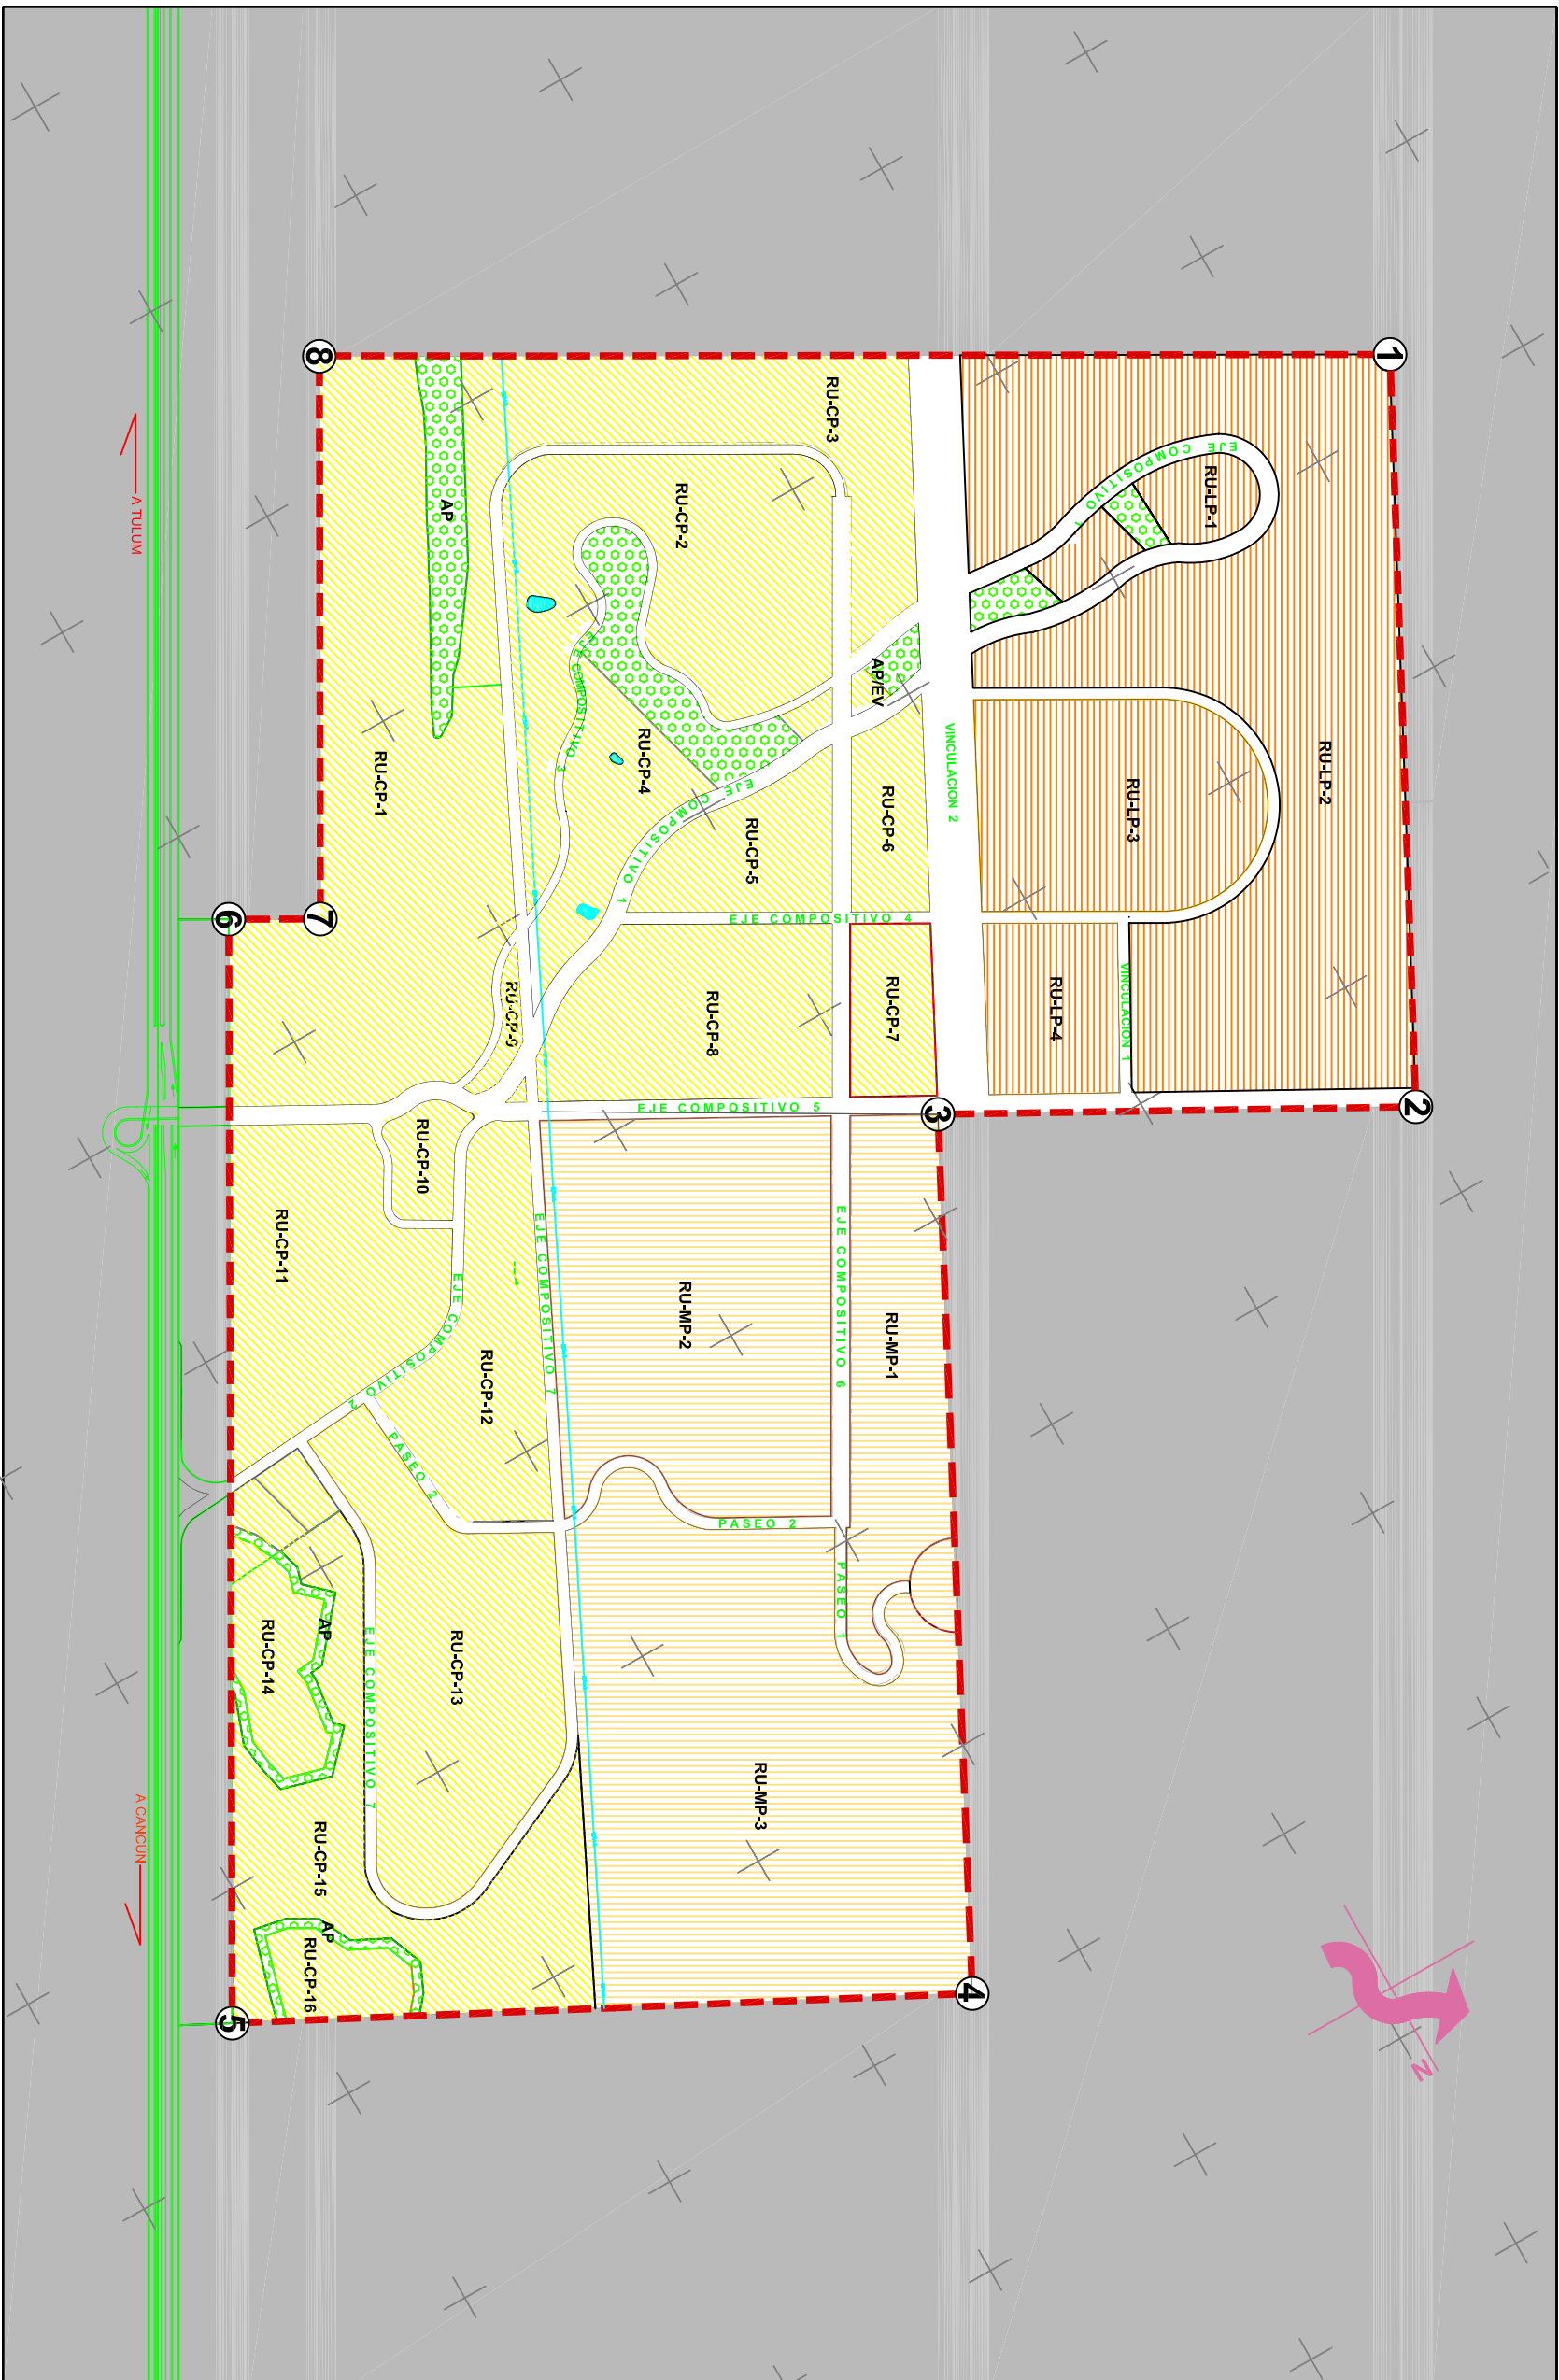 1
2
3
4
5
6
7
8
RU-LP-1
RU-LP-2
RU-LP-3
RU-LP-4
EJE COMPOSITIVO 1
VINCULACION 1
VINCULACION 2
RU-CP-3
RU-CP-2
AP/EV
RU-CP-6
RU-CP-7
RU-CP-4
RU-CP-5
RU-CP-8
EJE COMPOSITIVO 3
EJE COMPOSITIVO 1
EJE COMPOSITIVO 4
EJE COMPOSITIVO 5
AP
RU-CP-1
RU-CP-9
RU-CP-10
RU-CP-11
RU-CP-12
RU-MP-1
RU-MP-2
RU-MP-3
EJE COMPOSITIVO 6
EJE COMPOSITIVO 7
EJE COMPOSITIVO 2
PASEO 2
PASEO 2
PASEO 1
RU-CP-13
EJE COMPOSITIVO 7
AP
RU-CP-14
RU-CP-15
AP
RU-CP-16
A TULUM
A CANCÚN
N